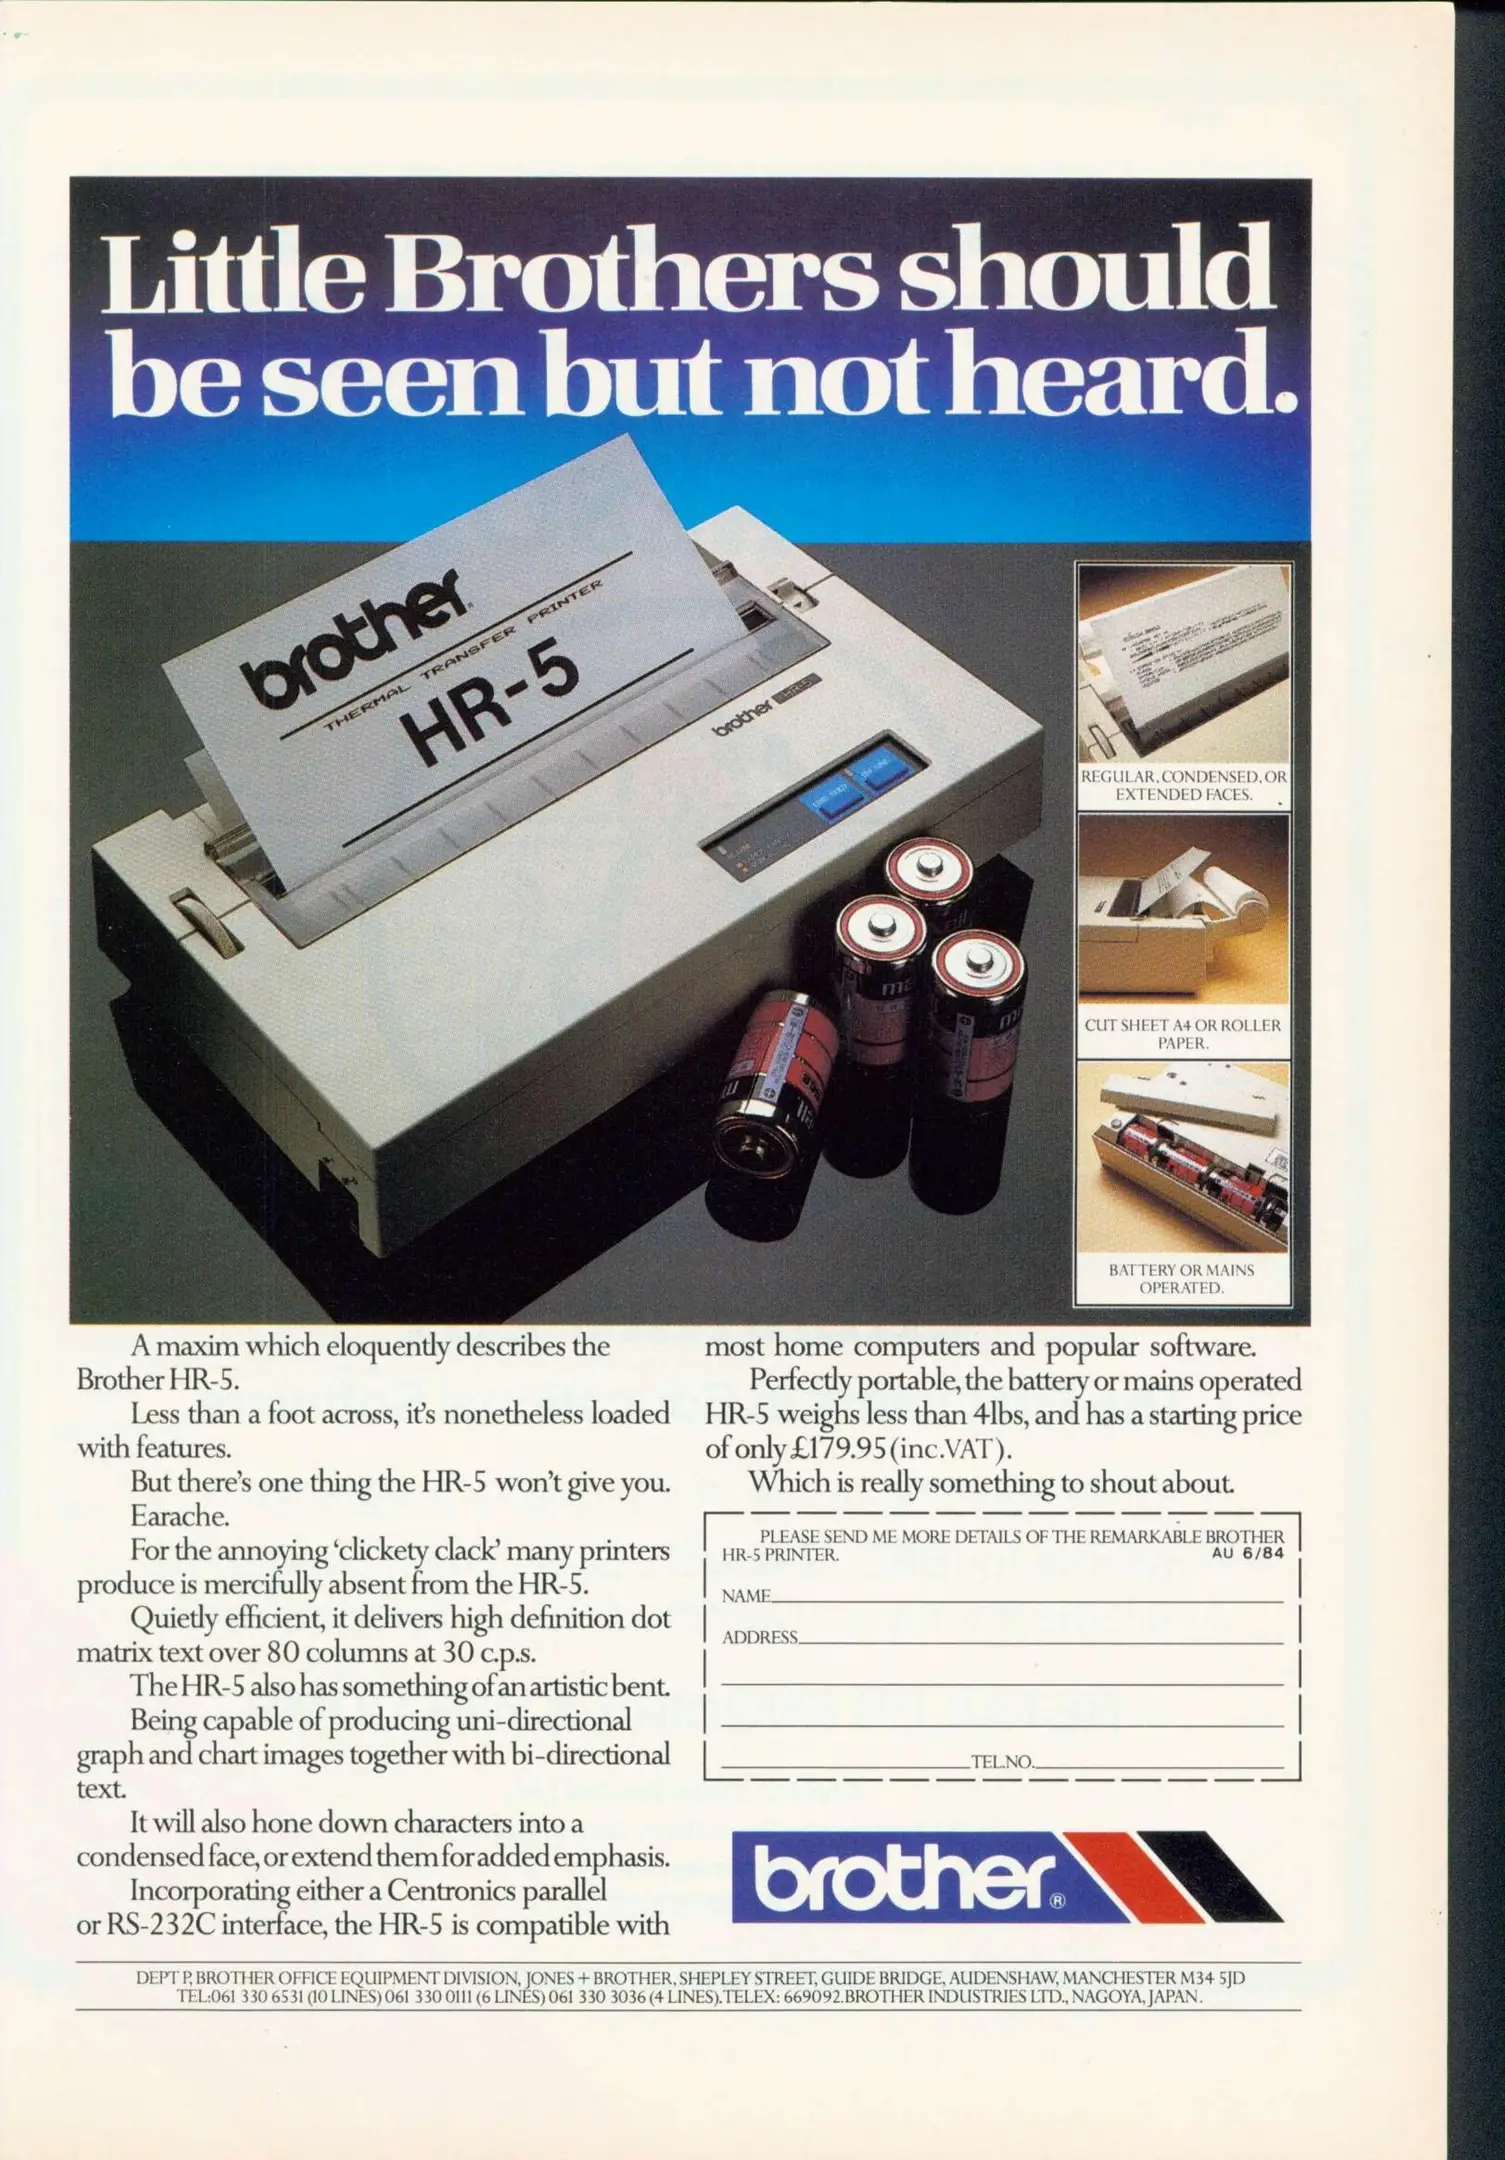 Little Brothers should
be seen but not heard.
brother
THERMAL TRANSFER PRINTER
HR-5
brother HR-5
REGULAR, CONDENSED, OR
EXTENDED FACES.
CUT SHEET A4 OR ROLLER
PAPER.
BATTERY OR MAINS
OPERATED.
A maxim which eloquently describes the
Brother HR-5.
Less than a foot across, it's nonetheless loaded
with features.
But there's one thing the HR-5 won't give you.
Earache.
For the annoying 'clickety clack' many printers
produce is mercifully absent from the HR-5.
Quietly efficient, it delivers high definition dot
matrix text over 80 columns at 30 c.p.s.
The HR-5 also has something of an artistic bent.
Being capable of producing uni-directional
graph and chart images together with bi-directional
text.
It will also hone down characters into a
condensed face, or extend them for added emphasis.
Incorporating either a Centronics parallel
or RS-232C interface, the HR-5 is compatible with
most home computers and popular software.
Perfectly portable, the battery or mains operated
HR-5 weighs less than 4lbs, and has a starting price
of only £179.95 (inc.VAT).
Which is really something to shout about.
PLEASE SEND ME MORE DETAILS OF THE REMARKABLE BROTHER
HR-5 PRINTER. AU 6/84
NAME
ADDRESS
TEL.NO.
brother®
DEPT P, BROTHER OFFICE EQUIPMENT DIVISION, JONES + BROTHER, SHEPLEY STREET, GUIDE BRIDGE, AUDENSHAW, MANCHESTER M34 5JD
TEL:061 330 6531 (10 LINES) 061 330 0111 (6 LINES) 061 330 3036 (4 LINES). TELEX: 669092. BROTHER INDUSTRIES LTD., NAGOYA, JAPAN.